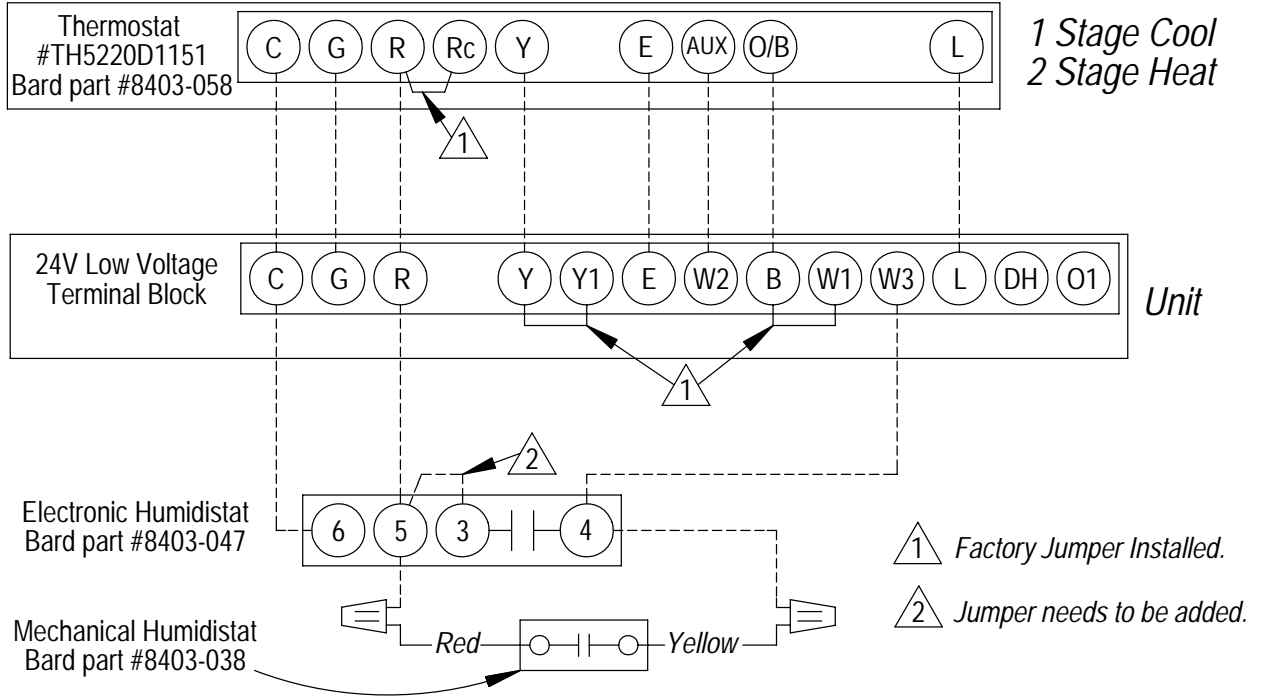 Thermostat
#TH5220D1151
Bard part #8403-058
C G R Rc Y E AUX O/B L
1 Stage Cool
2 Stage Heat
1
24V Low Voltage
Terminal Block
C G R Y Y1 E W2 B W1 W3 L DH O1
Unit
1
2
Electronic Humidistat
Bard part #8403-047
6 5 3 4
1 Factory Jumper Installed.
2 Jumper needs to be added.
Mechanical Humidistat
Bard part #8403-038
Red Yellow